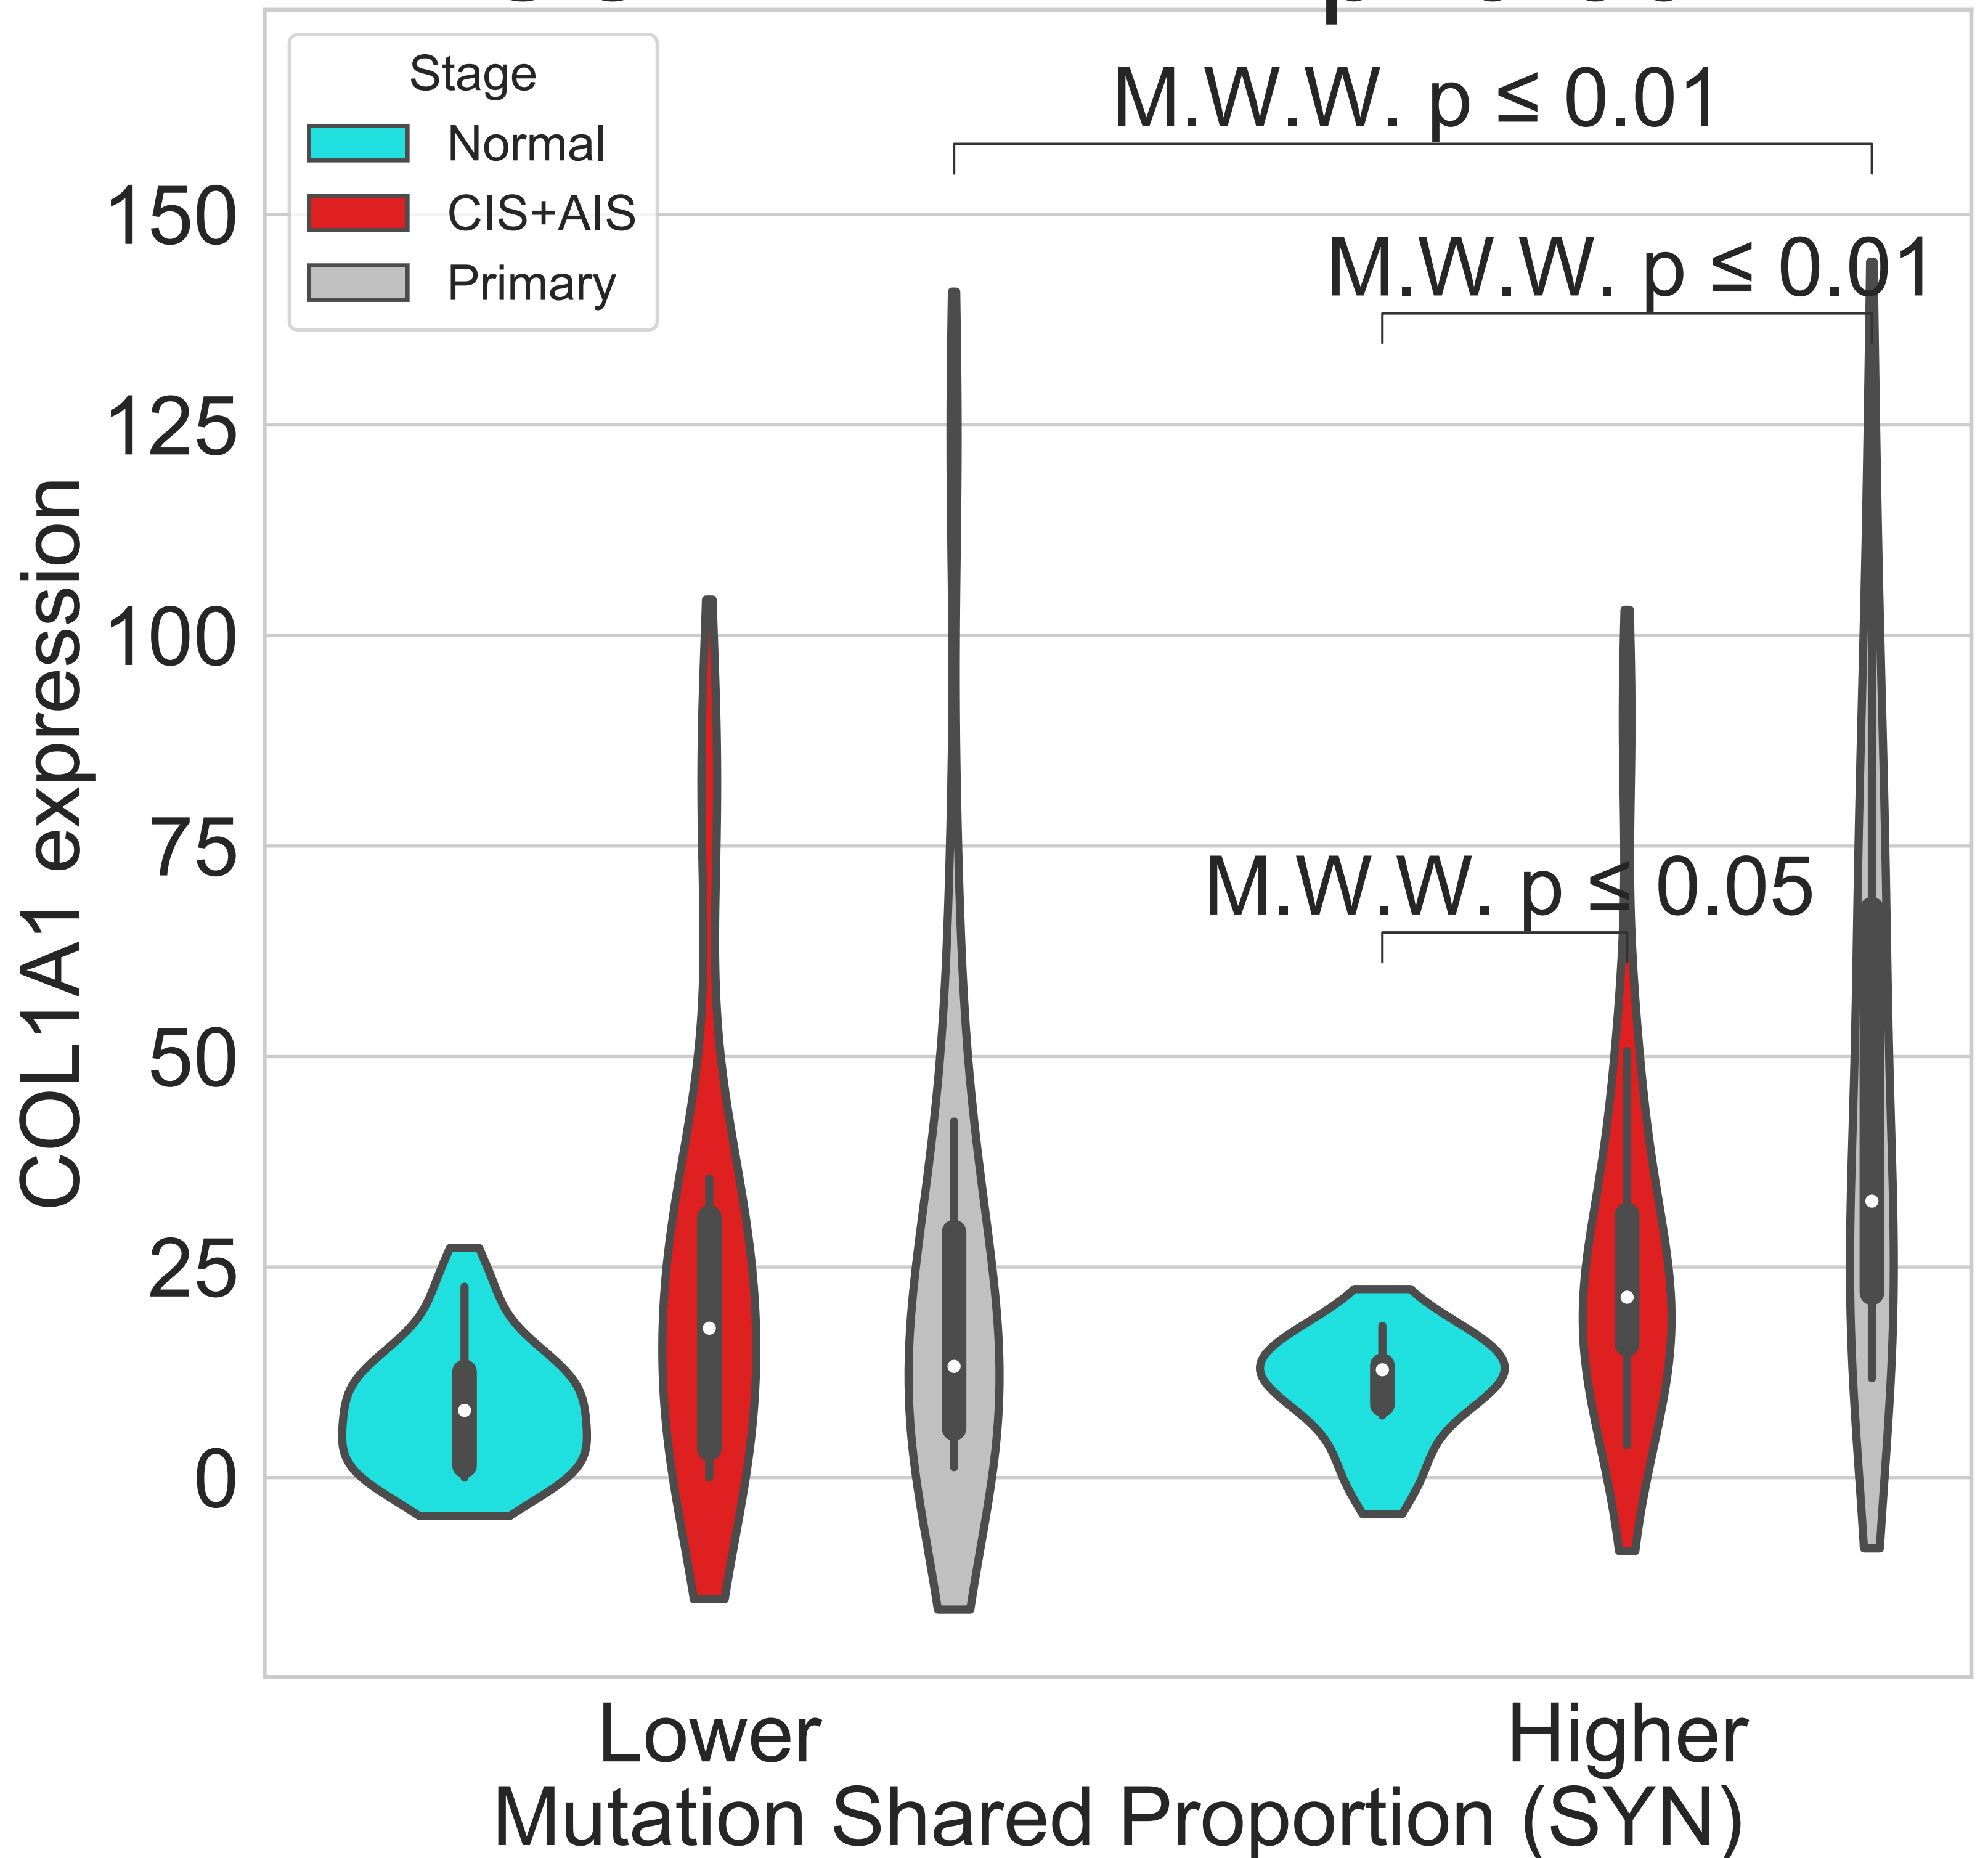 Stage
Normal
CIS+AIS
Primary
M.W.W. p ≤ 0.01
M.W.W. p ≤ 0.01
M.W.W. p ≤ 0.05
150
125
100
75
50
25
0
COL1A1 expression
Lower
Higher
Mutation Shared Proportion (SYN)